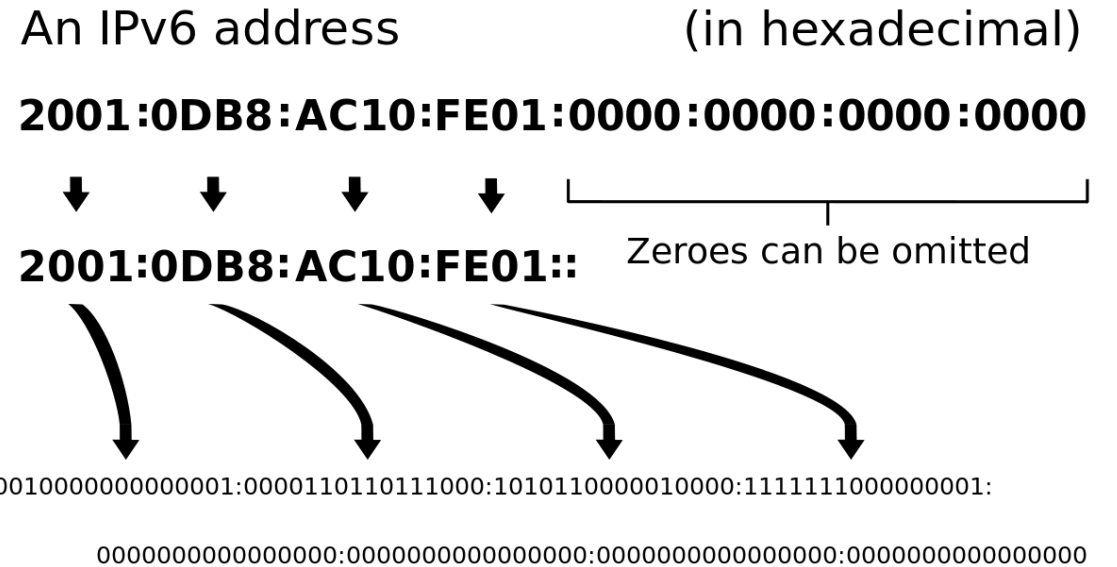 An IPv6 address (in hexadecimal)
2001:0DB8:AC10:FE01:0000:0000:0000:0000
2001:0DB8:AC10:FE01::
Zeroes can be omitted
0010000000000001:0000110110111000:1010110000010000:1111111000000001:
0000000000000000:0000000000000000:0000000000000000:0000000000000000